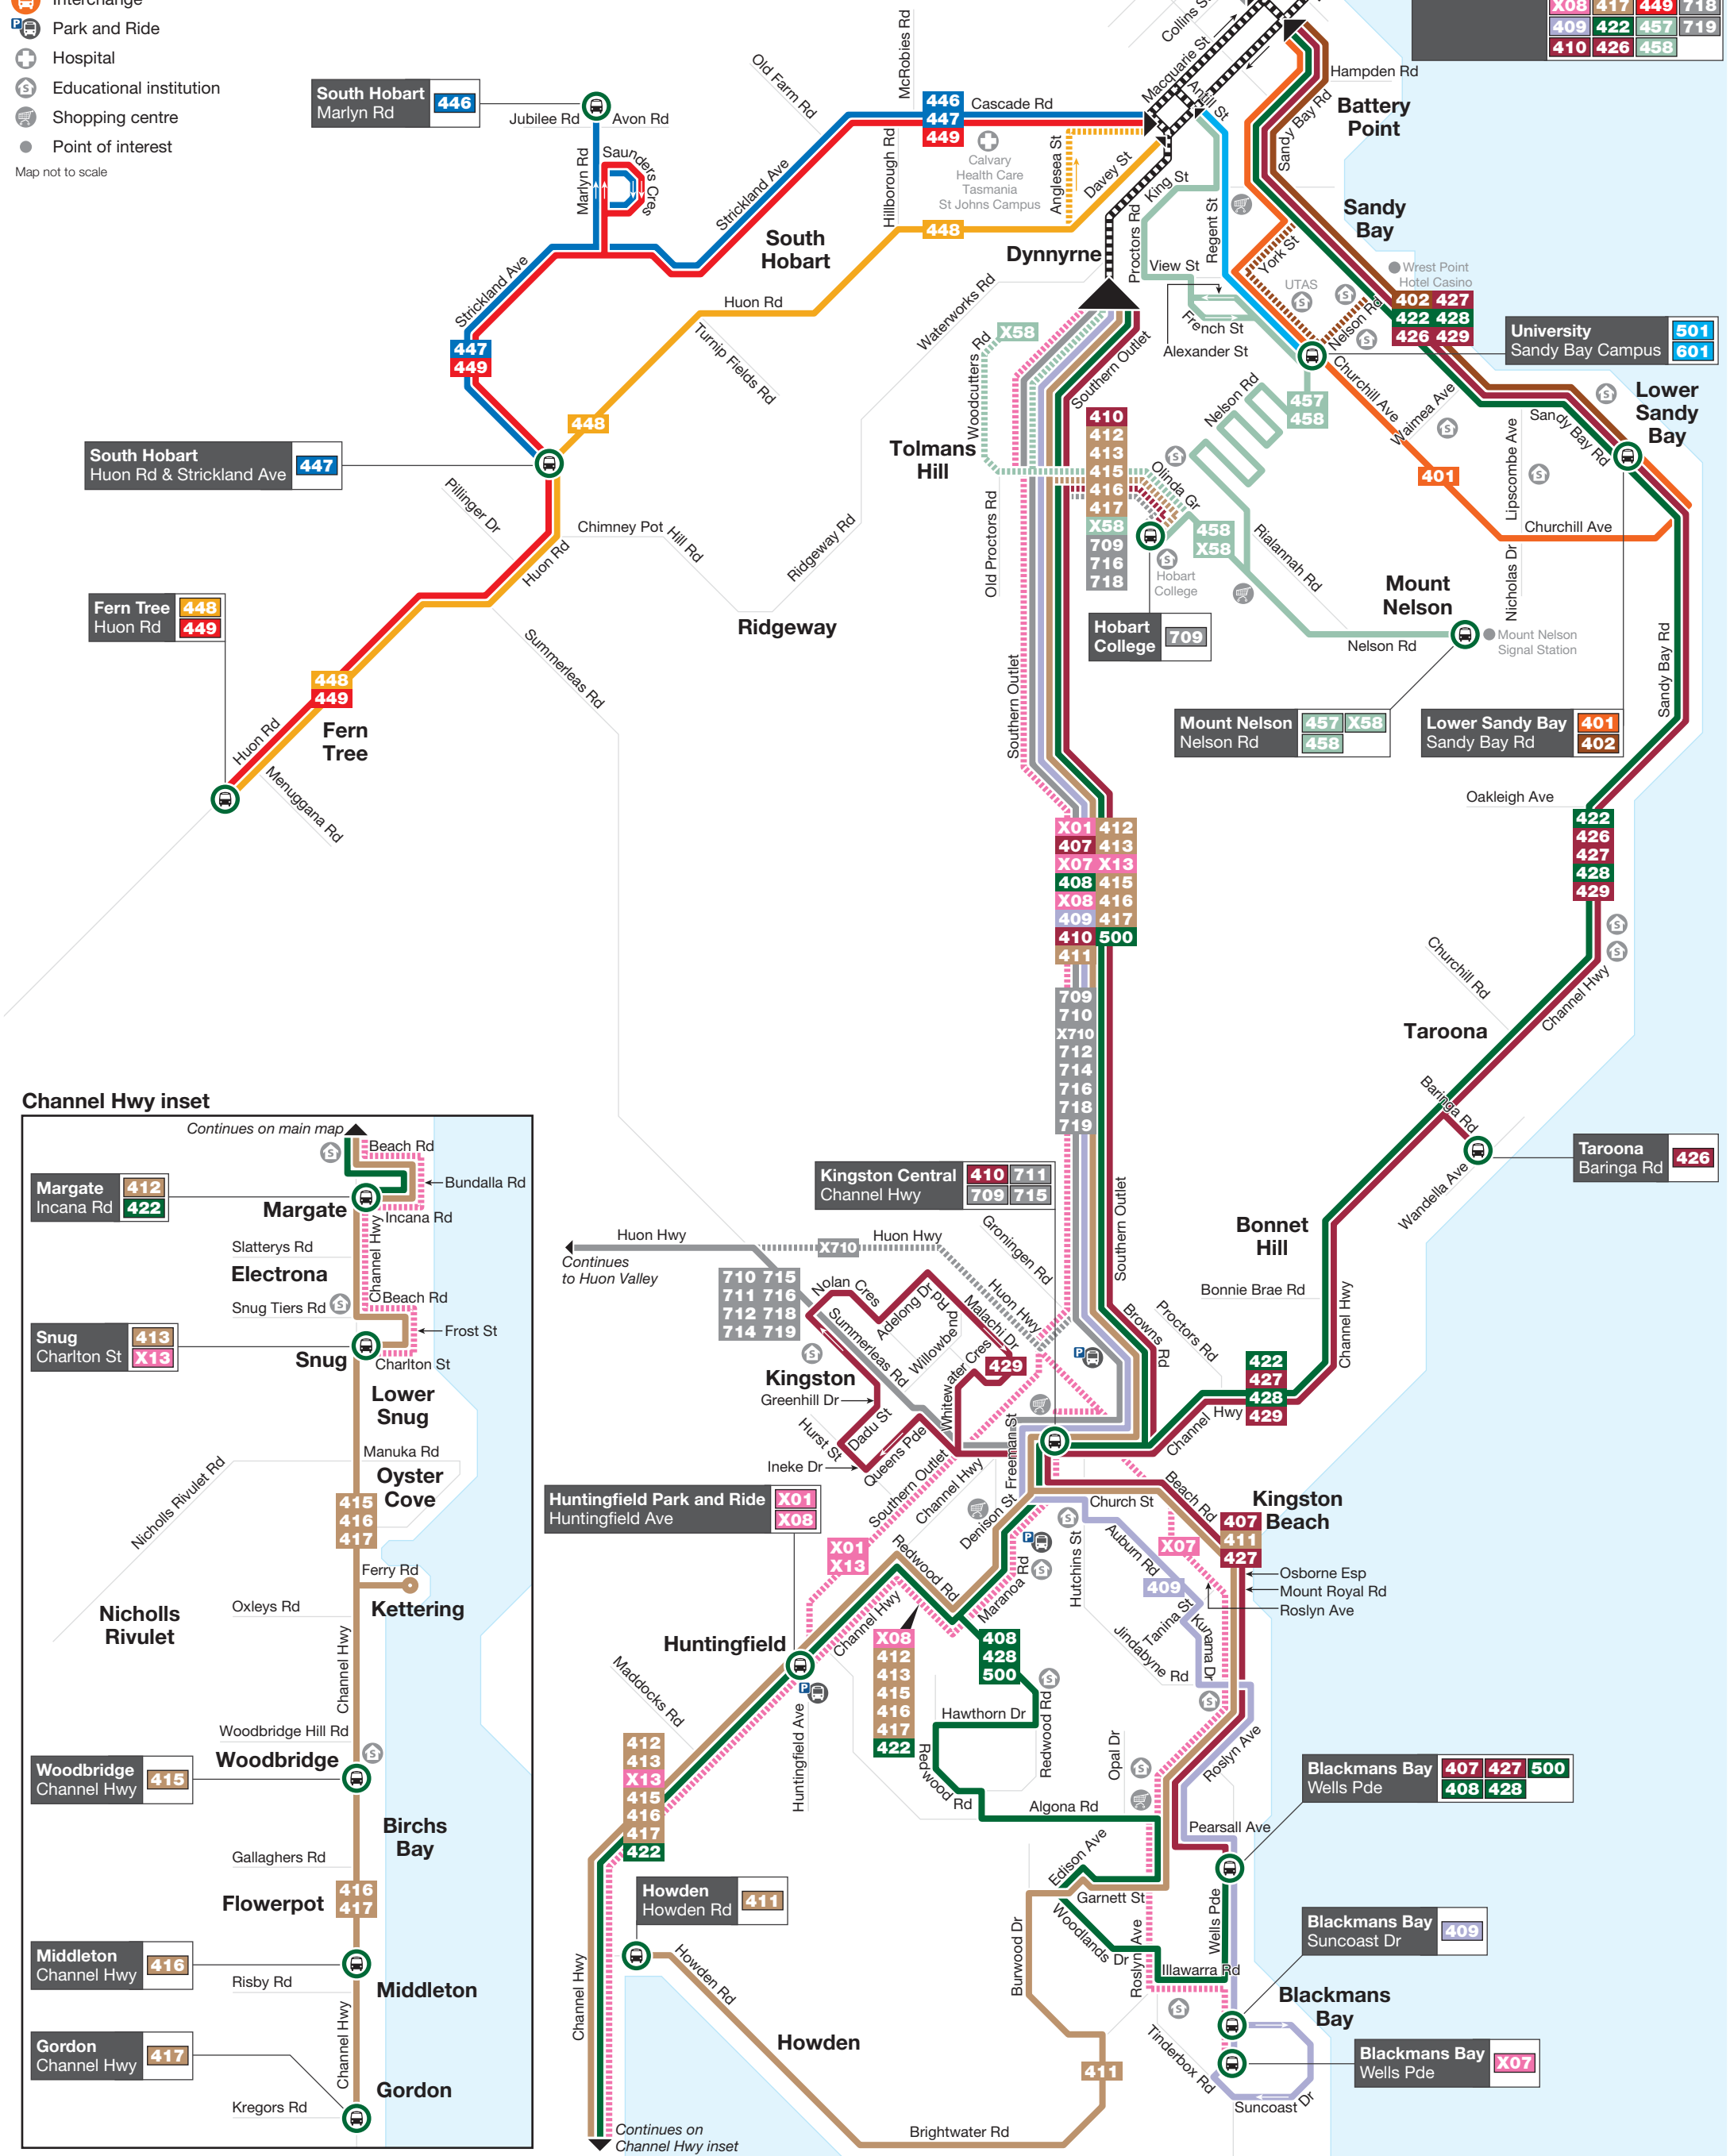 Interchange
Park and Ride
Hospital
Educational institution
Shopping centre
Point of interest
Map not to scale
X08 417 449 718
409 422 457 719
410 426 458
Collins St
Macquarie St
Antill St
Hampden Rd
Battery
Point
Sandy Bay Rd
McRobies Rd
Old Farm Rd
South Hobart
Marlyn Rd
446
Jubilee Rd
Avon Rd
Marlyn Rd
Saunders Cres
446
447
449
Cascade Rd
Calvary
Health Care
Tasmania
St Johns Campus
Hillborough Rd
Anglesea St
Davey St
King St
Strickland Ave
South
Hobart
448
Dynnyrne
Proctors Rd
Regent St
View St
French St
Alexander St
York St
UTAS
Sandy
Bay
Wrest Point
Hotel Casino
402 427
422 428
426 429
Nelson Rd
University
Sandy Bay Campus
501
601
Strickland Ave
447
449
Huon Rd
Turnip Fields Rd
Waterworks Rd
Woodcutters Rd
X58
Southern Outlet
448
South Hobart
Huon Rd & Strickland Ave
447
Tolmans
Hill
410
412
413
415
416
417
X58
709
716
718
Nelson Rd
457
458
Churchill Ave
Waimea Ave
401
Lipscombe Ave
Sandy Bay Rd
Lower
Sandy
Bay
Churchill Ave
Nicholas Dr
Olinda Gr
458
X58
Rialannah Rd
Hobart
College
Hobart
College
709
Mount
Nelson
Nelson Rd
Mount Nelson
Signal Station
Mount Nelson
Nelson Rd
457 X58
458
Lower Sandy Bay
Sandy Bay Rd
401
402
Sandy Bay Rd
Pillinger Dr
Chimney Pot Hill Rd
Huon Rd
Ridgeway Rd
Ridgeway
Old Proctors Rd
Southern Outlet
Fern Tree
Huon Rd
448
449
Summerleas Rd
448
449
Fern
Tree
Huon Rd
Menuggana Rd
X01 412
407 413
X07 X13
408 415
X08 416
409 417
410 500
411
709
710
X710
712
714
716
718
719
Oakleigh Ave
422
426
427
428
429
Churchill Rd
Channel Hwy
Taroona
Baringa Rd
Wandella Ave
Taroona
Baringa Rd
426
Bonnet
Hill
Bonnie Brae Rd
Channel Hwy
422
427
428
429
Kingston Central
Channel Hwy
410 711
709 715
Southern Outlet
Groningen Rd
Huon Hwy
X710
Huon Hwy
Continues
to Huon Valley
Huon Hwy
710 715
711 716
712 718
714 719
Nolan Cres
Adelong Dr
Willowbend Rd
Malachi Dr
Summerleas Rd
Whitewater Cres
429
Kingston
Greenhill Dr
Hurst St
Dadu St
Ineke Dr
Queens Pde
Browns Rd
Proctors Rd
Channel Hwy
Freeman St
Southern Outlet
Channel Hwy
Denison St
Church St
Beach Rd
Kingston
Beach
407
411
427
X07
Osborne Esp
Mount Royal Rd
Roslyn Ave
Huntingfield Park and Ride
Huntingfield Ave
X01
X08
X01
X13
Redwood Rd
Channel Hwy
Maranoa Rd
Hutchins St
Auburn Rd
409
Tanina St
Kunama Dr
Jindabyne Rd
Huntingfield
X08
412
413
415
416
417
422
408
428
500
Maddocks Rd
Huntingfield Ave
Hawthorn Dr
Redwood Rd
Redwood Rd
Algona Rd
Opal Dr
Roslyn Ave
Pearsall Ave
412
413
X13
415
416
417
422
Blackmans Bay
Wells Pde
407 427 500
408 428
Howden
Howden Rd
411
Edison Ave
Garnett St
Woodlands Dr
Roslyn Ave
Wells Pde
Illawarra Rd
Burwood Dr
Blackmans Bay
Suncoast Dr
409
Blackmans
Bay
Tinderbox Rd
Suncoast Dr
Blackmans Bay
Wells Pde
X07
Howden Rd
Howden
411
Brightwater Rd
Channel Hwy
Continues on
Channel Hwy inset
Channel Hwy inset
Continues on main map
Beach Rd
Bundalla Rd
Margate
Incana Rd
412
422
Margate
Incana Rd
Slatterys Rd
Channel Hwy
Electrona
Snug Tiers Rd
Beach Rd
Frost St
Snug
Charlton St
413
X13
Snug
Charlton St
Lower
Snug
Manuka Rd
Nicholls Rivulet Rd
Oyster
Cove
415
416
417
Ferry Rd
Kettering
Oxleys Rd
Nicholls
Rivulet
Channel Hwy
Woodbridge Hill Rd
Woodbridge
Woodbridge
Channel Hwy
415
Birchs
Bay
Gallaghers Rd
Flowerpot
416
417
Middleton
Channel Hwy
416
Risby Rd
Middleton
Channel Hwy
Gordon
Channel Hwy
417
Gordon
Kregors Rd